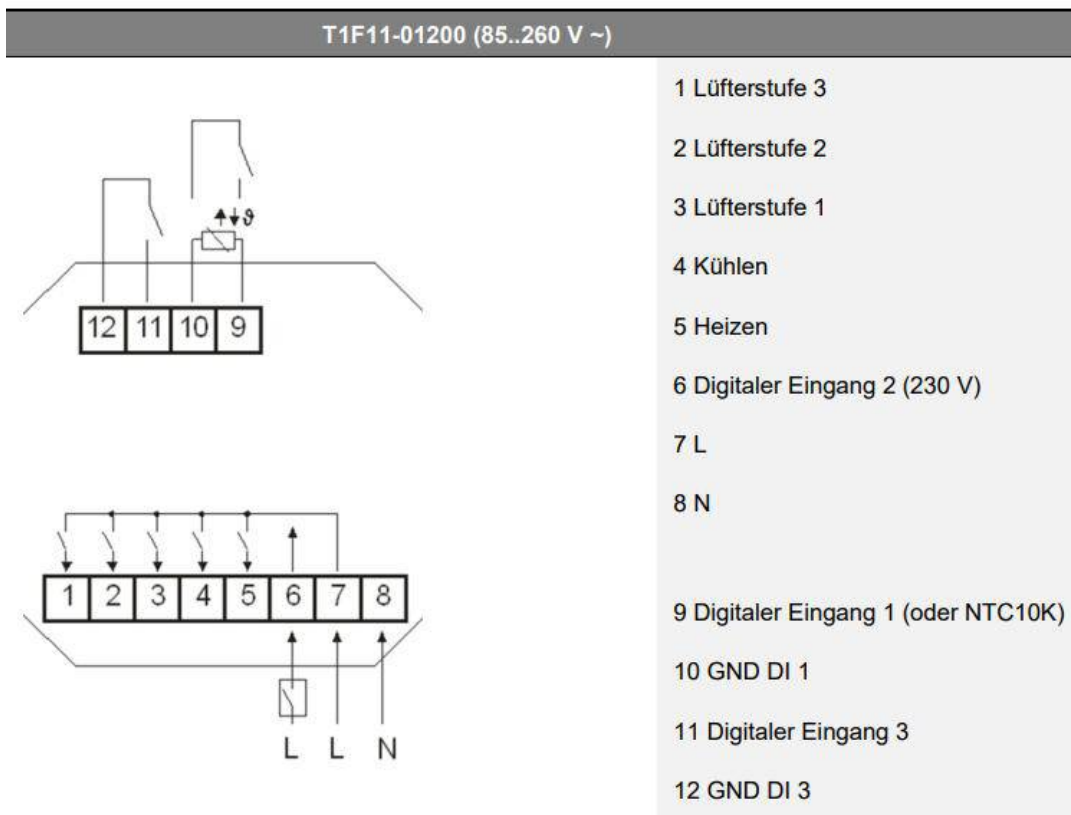 T1F11-01200 (85..260 V ~)
1 Lüfterstufe 3
2 Lüfterstufe 2
3 Lüfterstufe 1
4 Kühlen
5 Heizen
6 Digitaler Eingang 2 (230 V)
7 L
8 N
9 Digitaler Eingang 1 (oder NTC10K)
10 GND DI 1
11 Digitaler Eingang 3
12 GND DI 3
ϑ
12 11 10 9
1 2 3 4 5 6 7 8
L L N